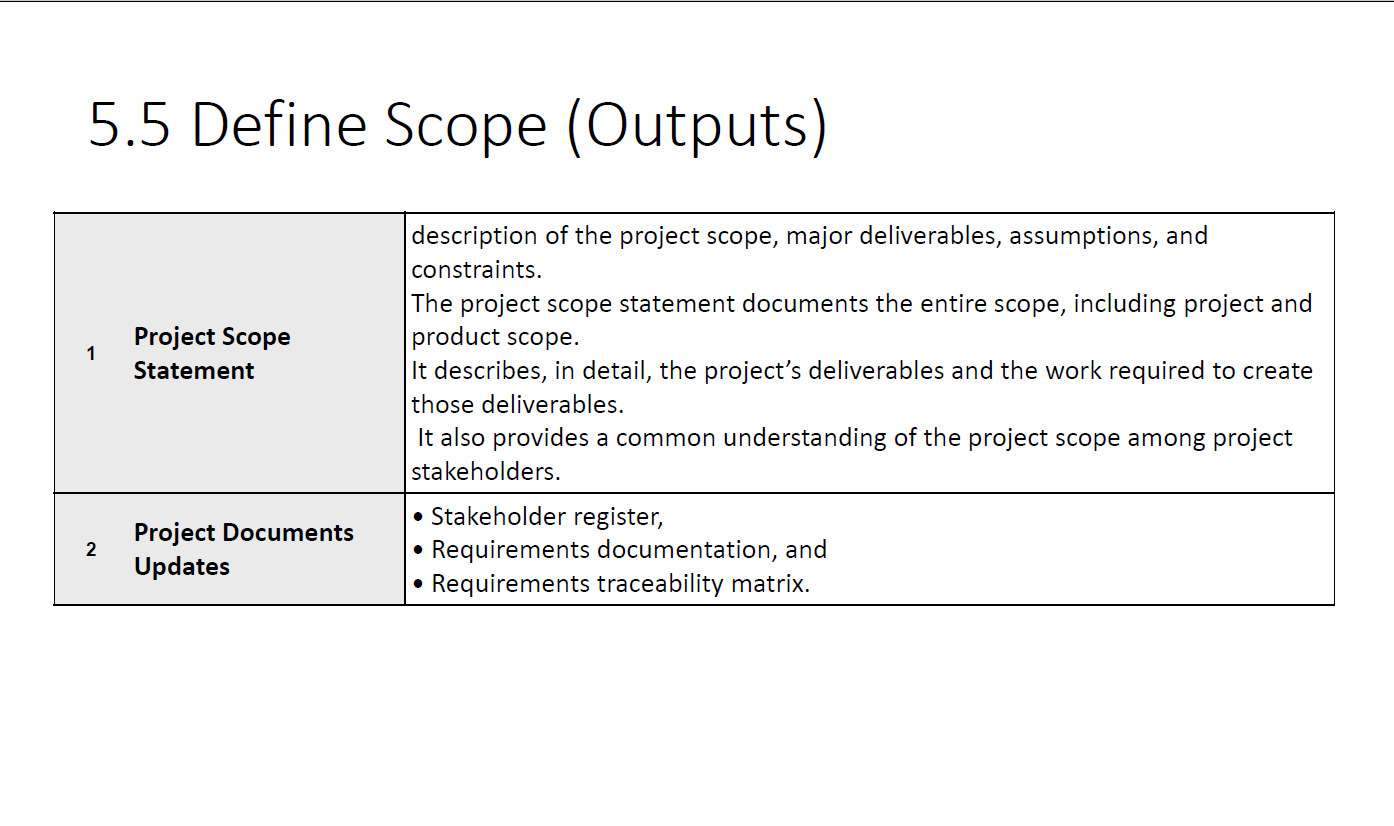 5.5 Define Scope (Outputs)
1
Project Scope
Statement
description of the project scope, major deliverables, assumptions, and
constraints.
The project scope statement documents the entire scope, including project and
product scope.
It describes, in detail, the project’s deliverables and the work required to create
those deliverables.
It also provides a common understanding of the project scope among project
stakeholders.
2
Project Documents
Updates
• Stakeholder register,
• Requirements documentation, and
• Requirements traceability matrix.